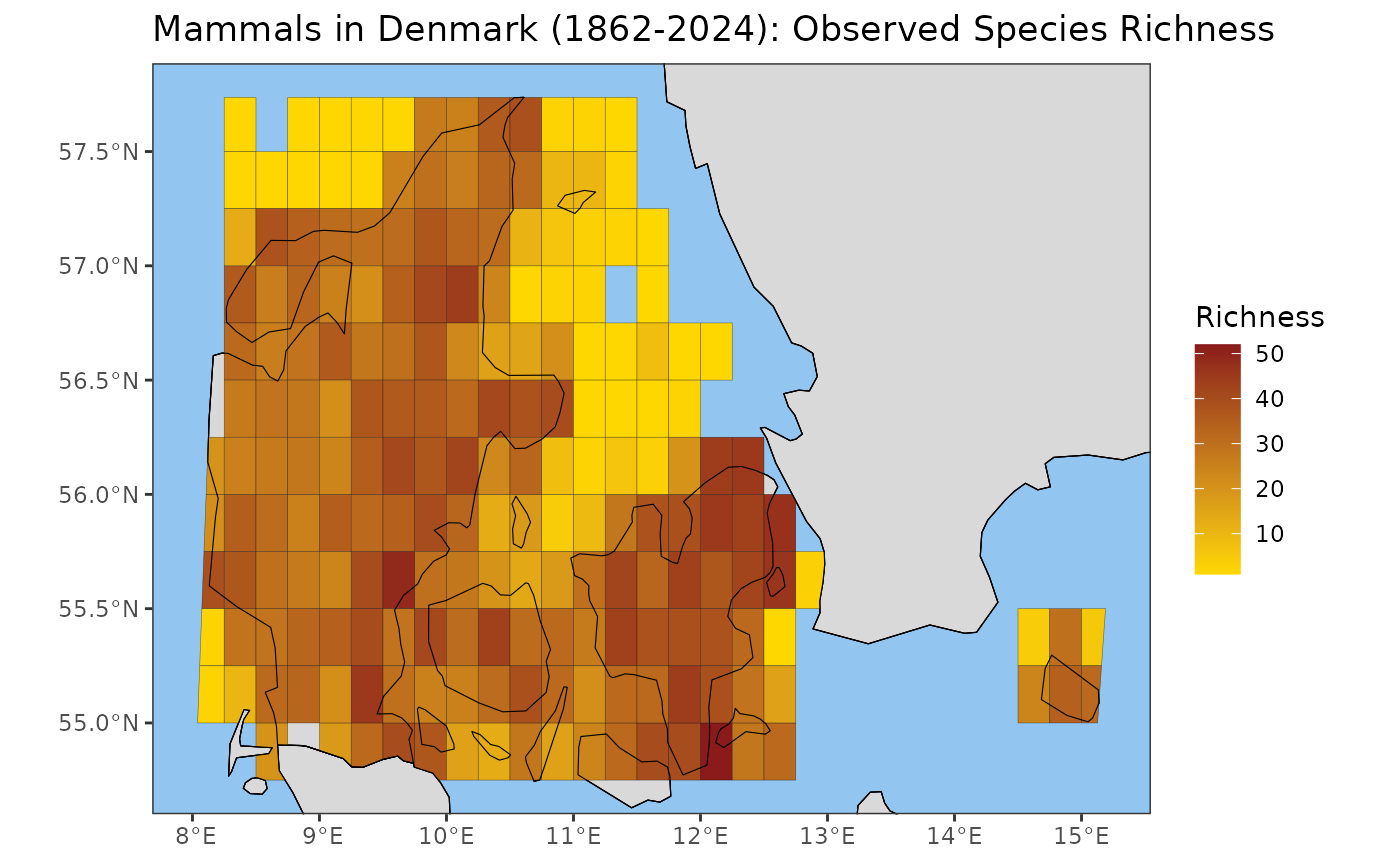 Mammals in Denmark (1862-2024): Observed Species Richness
57.5°N
57.0°N
56.5°N
56.0°N
55.5°N
55.0°N
8°E 9°E 10°E 11°E 12°E 13°E 14°E 15°E
Richness
50
40
30
20
10